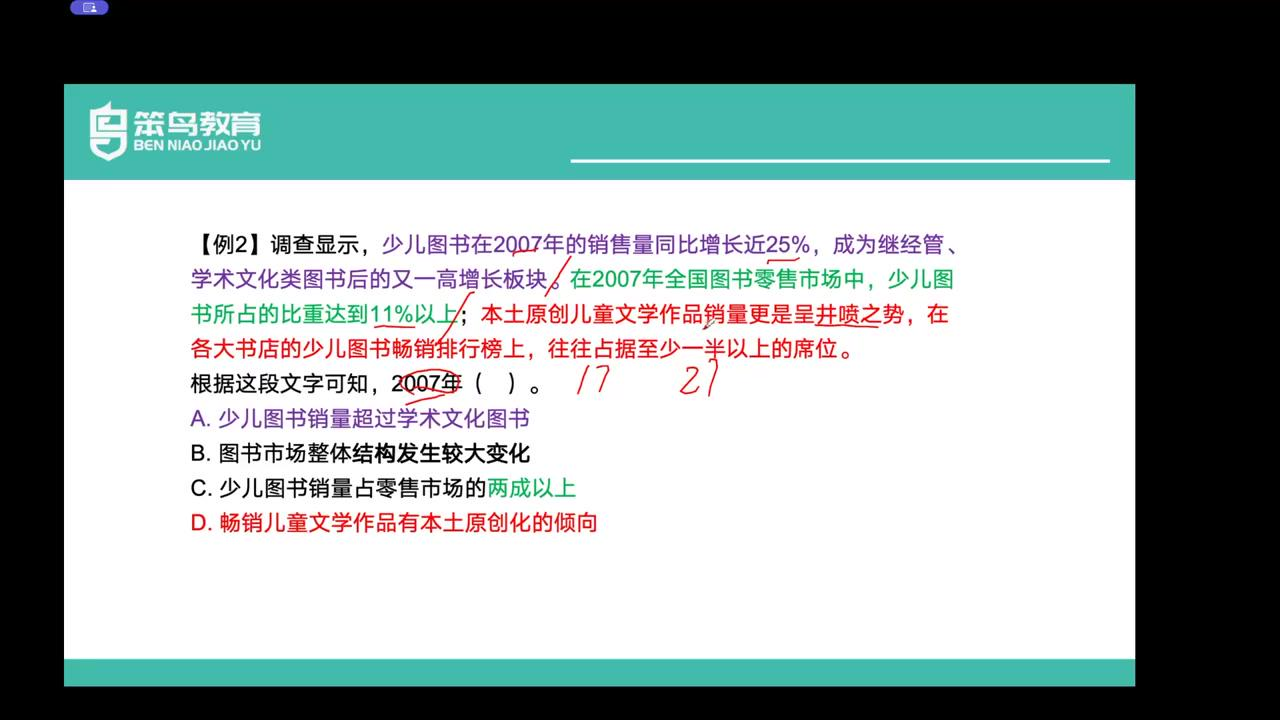 笨鸟教育
BEN NIAO JIAO YU
【例2】调查显示，少儿图书在2007年的销售量同比增长近25%，成为继经管、
学术文化类图书后的又一高增长板块。在2007年全国图书零售市场中，少儿图
书所占的比重达到11%以上；本土原创儿童文学作品销量更是呈井喷之势，在
各大书店的少儿图书畅销排行榜上，往往占据至少一半以上的席位。
根据这段文字可知，2007年（ ）。 17 27
A. 少儿图书销量超过学术文化图书
B. 图书市场整体结构发生较大变化
C. 少儿图书销量占零售市场的两成以上
D. 畅销儿童文学作品有本土原创化的倾向